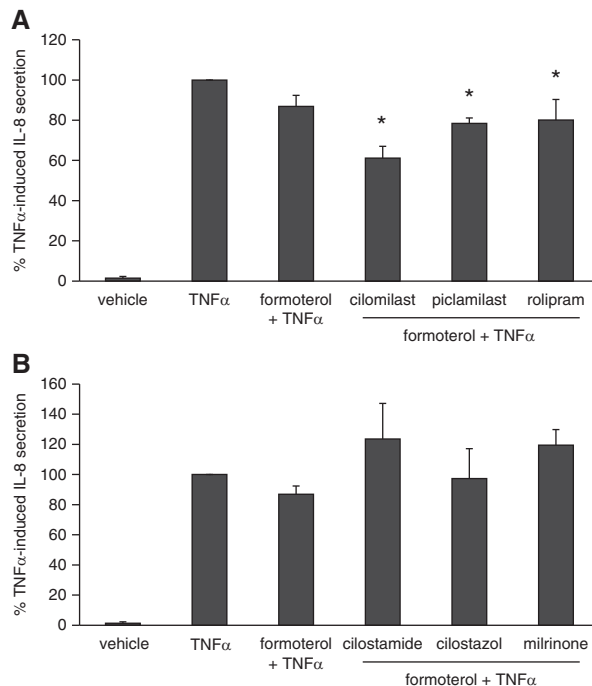 A
% TNFα-induced IL-8 secretion
120
100
80
60
40
20
0
* * *
vehicle TNFα formoterol cilomilast piclamilast rolipram
+ TNFα
formoterol + TNFα
B
% TNFα-induced IL-8 secretion
160
140
120
100
80
60
40
20
0
vehicle TNFα formoterol cilostamide cilostazol milrinone
+ TNFα
formoterol + TNFα